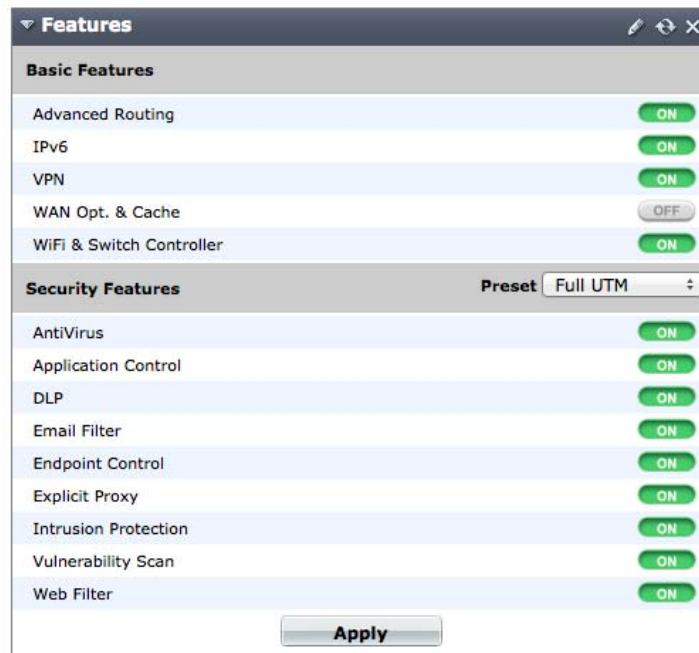 Features
Basic Features
Advanced Routing ON
IPv6 ON
VPN ON
WAN Opt. & Cache OFF
WiFi & Switch Controller ON
Security Features Preset Full UTM
AntiVirus ON
Application Control ON
DLP ON
Email Filter ON
Endpoint Control ON
Explicit Proxy ON
Intrusion Protection ON
Vulnerability Scan ON
Web Filter ON
Apply